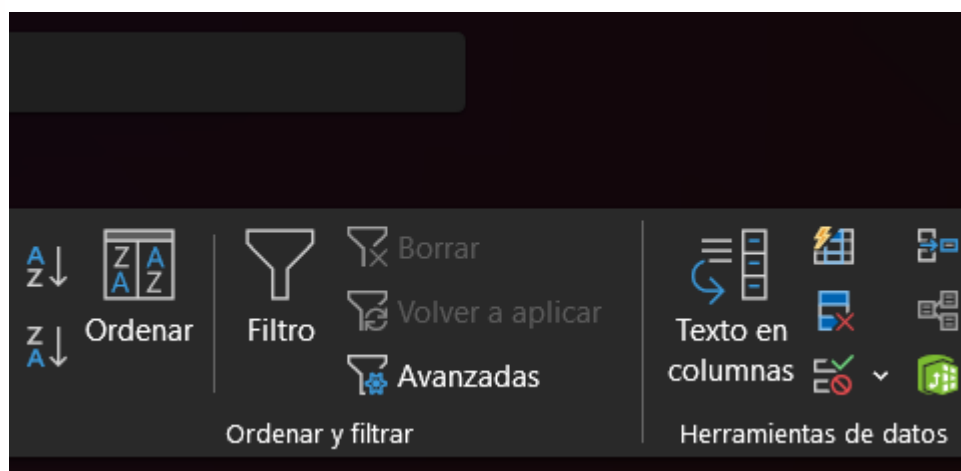 Ordenar
Filtro
Borrar
Volver a aplicar
Avanzadas
Ordenar y filtrar
Texto en
columnas
Herramientas de datos